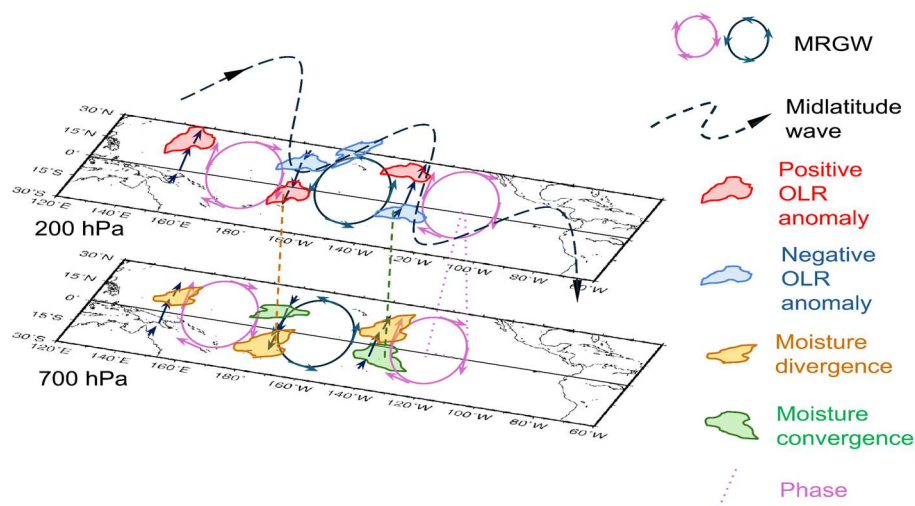 MRGW
Midlatitude
wave
Positive
OLR
anomaly
Negative
OLR
anomaly
Moisture
divergence
Moisture
convergence
Phase
30°N
15°N
0°
15°S
30°S
120°E
140°E
160°E
180°
160°W
140°W
120°W
100°W
80°W
60°W
200 hPa
30°N
15°N
0°
15°S
30°S
120°E
140°E
160°E
180°
160°W
140°W
120°W
100°W
80°W
60°W
700 hPa